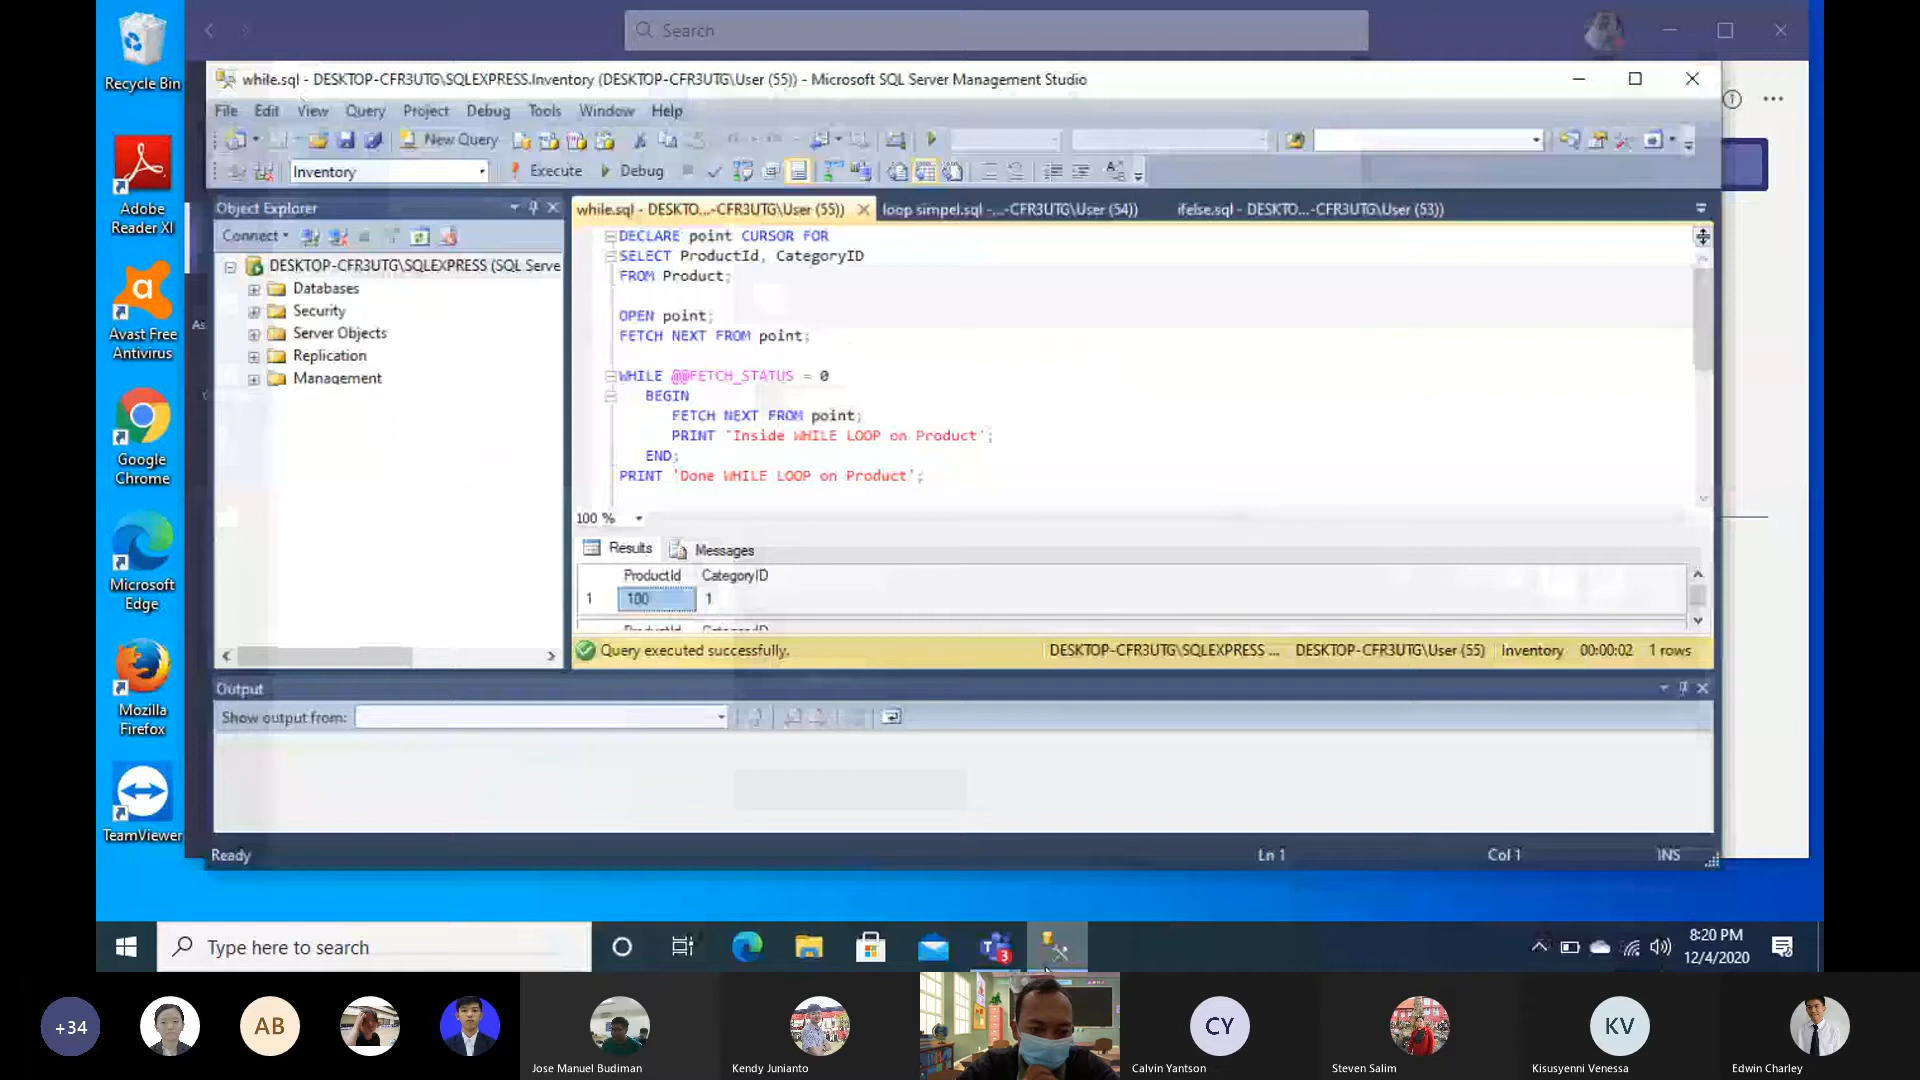 Search
Recycle Bin
while.sql - DESKTOP-CFR3UTG\SQLEXPRESS.Inventory (DESKTOP-CFR3UTG\User (55)) - Microsoft SQL Server Management Studio
File Edit View Query Project Debug Tools Window Help
New Query
Inventory Execute Debug
Adobe Reader XI
Object Explorer
Connect
DESKTOP-CFR3UTG\SQLEXPRESS (SQL Serve
Databases
Security
Server Objects
Replication
Management
while.sql - DESKTO...-CFR3UTG\User (55)) loop simpel.sql -...-CFR3UTG\User (54)) ifelse.sql - DESKTO...-CFR3UTG\User (53))
DECLARE point CURSOR FOR
SELECT ProductId, CategoryID
FROM Product;
OPEN point;
FETCH NEXT FROM point;
WHILE @@FETCH_STATUS = 0
BEGIN
FETCH NEXT FROM point;
PRINT 'Inside WHILE LOOP on Product';
END;
PRINT 'Done WHILE LOOP on Product';
100 %
Results Messages
ProductId CategoryID
1 100 1
ProductId CategoryID
Query executed successfully. DESKTOP-CFR3UTG\SQLEXPRESS ... DESKTOP-CFR3UTG\User (55) Inventory 00:00:02 1 rows
Output
Show output from:
Ready Ln 1 Col 1 INS
As
Avast Free Antivirus
Google Chrome
Microsoft Edge
Mozilla Firefox
TeamViewer
Type here to search
3
8:20 PM
12/4/2020
+34
AB
Jose Manuel Budiman
Kendy Junianto
CY
Calvin Yantson
Steven Salim
KV
Kisusyenni Venessa
Edwin Charley